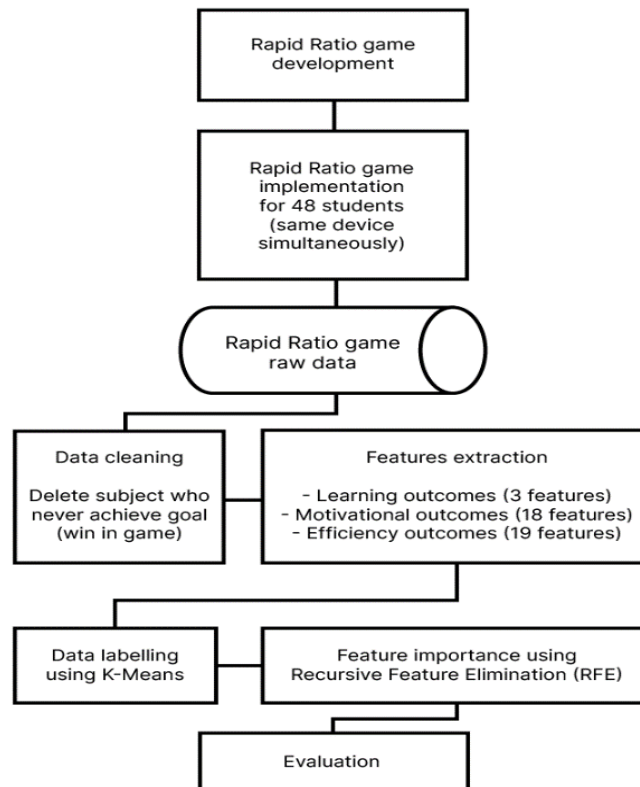 Rapid Ratio game
development
Rapid Ratio game
implementation
for 48 students
(same device
simultaneously)
Rapid Ratio game
raw data
Data cleaning
Delete subject who
never achieve goal
(win in game)
Features extraction
- Learning outcomes (3 features)
- Motivational outcomes (18 features)
- Efficiency outcomes (19 features)
Data labelling
using K-Means
Feature importance using
Recursive Feature Elimination (RFE)
Evaluation